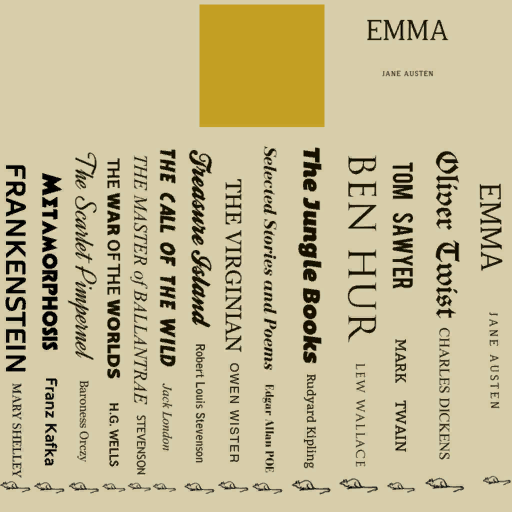 EMMA
JANE AUSTEN
FRANKENSTEIN MARY SHELLEY
METAMORPHOSIS Franz Kafka
The Scarlet Pimpernel Baroness Orczy
THE WAR OF THE WORLDS H.G. WELLS
THE MASTER of BALLANTRAE STEVENSON
THE CALL OF THE WILD Jack London
Treasure Island Robert Louis Stevenson
THE VIRGINIAN OWEN WISTER
Selected Stories and Poems Edgar Allan POE
The Jungle Books Rudyard Kipling
BEN HUR LEW WALLACE
TOM SAWYER MARK TWAIN
Oliver Twist CHARLES DICKENS
EMMA JANE AUSTEN